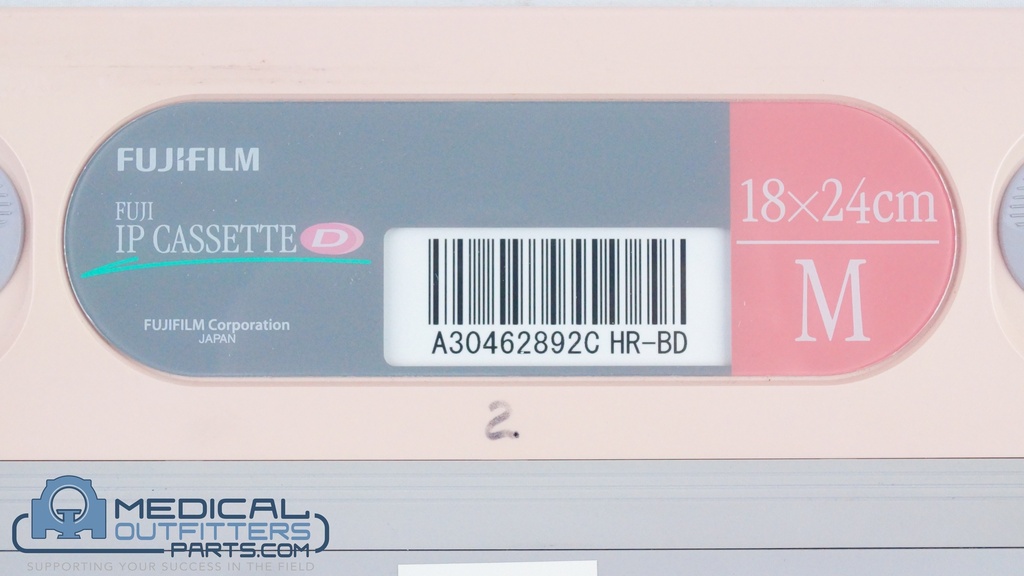 FUJIFILM
FUJI
IP CASSETTE D
FUJIFILM Corporation
JAPAN
A30462892C HR-BD
18×24cm
M
2.
MEDICAL
OUTFITTERS
PARTS.COM
SUPPORTING YOUR SUCCESS IN THE FIELD